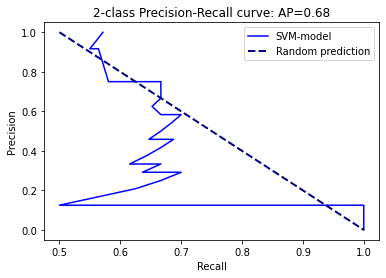 2-class Precision-Recall curve: AP=0.68
SVM-model
Random prediction
Precision
1.0
0.8
0.6
0.4
0.2
0.0
0.5 0.6 0.7 0.8 0.9 1.0
Recall